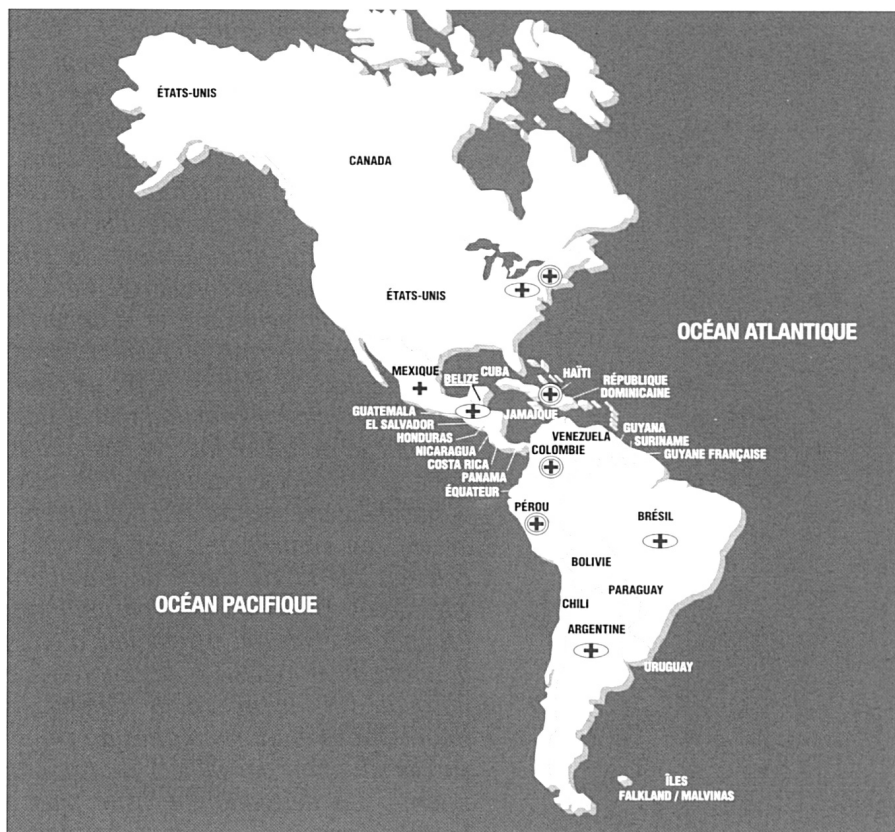 ÉTATS-UNIS
CANADA
ÉTATS-UNIS
OCÉAN ATLANTIQUE
MEXIQUE
CUBA
BELIZE
HAÏTI
RÉPUBLIQUE
DOMINICAINE
GUATEMALA
JAMAÏQUE
EL SALVADOR
HONDURAS
NICARAGUA
COSTA RICA
PANAMA
ÉQUATEUR
VENEZUELA
COLOMBIE
GUYANA
SURINAME
GUYANE FRANÇAISE
PÉROU
BRÉSIL
BOLIVIE
PARAGUAY
CHILI
OCÉAN PACIFIQUE
ARGENTINE
URUGUAY
ÎLES
FALKLAND / MALVINAS